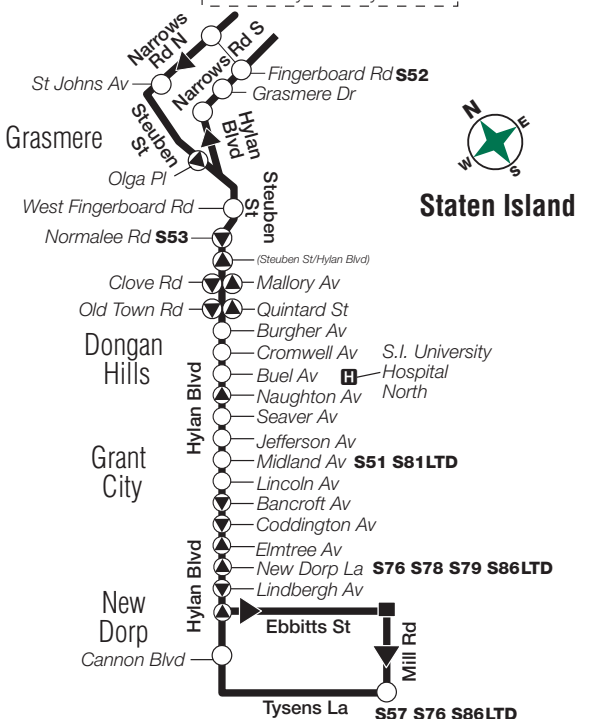 Narrows
Rd N
Narrows Rd S
St Johns Av
Fingerboard Rd S52
Grasmere Dr
Steuben
St
Hylan
Blvd
Grasmere
Olga Pl
N
E
W
S
Staten Island
West Fingerboard Rd
Steuben
St
Normalee Rd S53
(Steuben St/Hylan Blvd)
Clove Rd
Mallory Av
Old Town Rd
Quintard St
Burgher Av
Dongan
Hills
Cromwell Av
Buel Av
H
S.I. University
Hospital
North
Naughton Av
Hylan Blvd
Seaver Av
Jefferson Av
Grant
City
Midland Av S51 S81LTD
Lincoln Av
Bancroft Av
Coddington Av
Elmtree Av
New Dorp La S76 S78 S79 S86LTD
Hylan Blvd
Lindbergh Av
New
Dorp
Ebbitts St
Mill Rd
Cannon Blvd
Tysens La
S57 S76 S86LTD